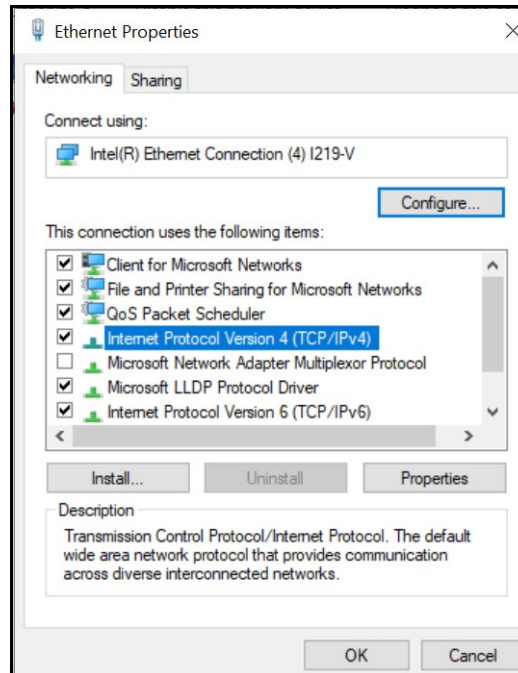 Ethernet Properties
Networking
Sharing
Connect using:
Intel(R) Ethernet Connection (4) I219-V
Configure...
This connection uses the following items:
Client for Microsoft Networks
File and Printer Sharing for Microsoft Networks
QoS Packet Scheduler
Internet Protocol Version 4 (TCP/IPv4)
Microsoft Network Adapter Multiplexor Protocol
Microsoft LLDP Protocol Driver
Internet Protocol Version 6 (TCP/IPv6)
Install...
Uninstall
Properties
Description
Transmission Control Protocol/Internet Protocol. The default
wide area network protocol that provides communication
across diverse interconnected networks.
OK
Cancel